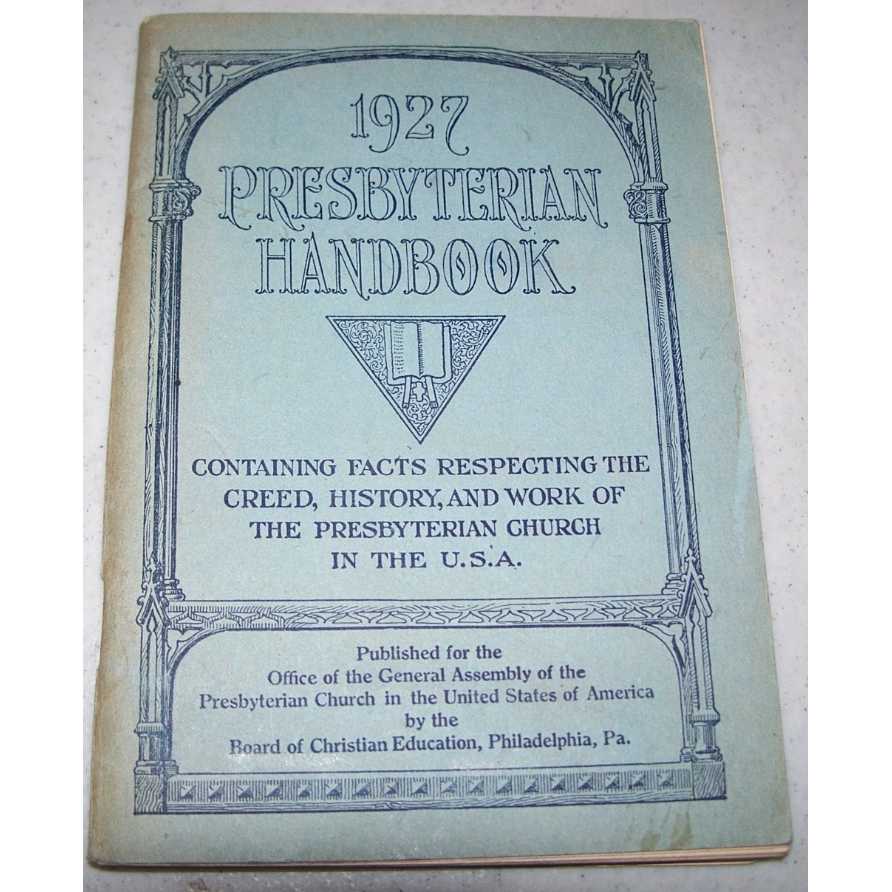 1927
PRESBYTERIAN
HANDBOOK
CONTAINING FACTS RESPECTING THE
CREED, HISTORY, AND WORK OF
THE PRESBYTERIAN CHURCH
IN THE U.S.A.
Published for the
Office of the General Assembly of the
Presbyterian Church in the United States of America
by the
Board of Christian Education, Philadelphia, Pa.